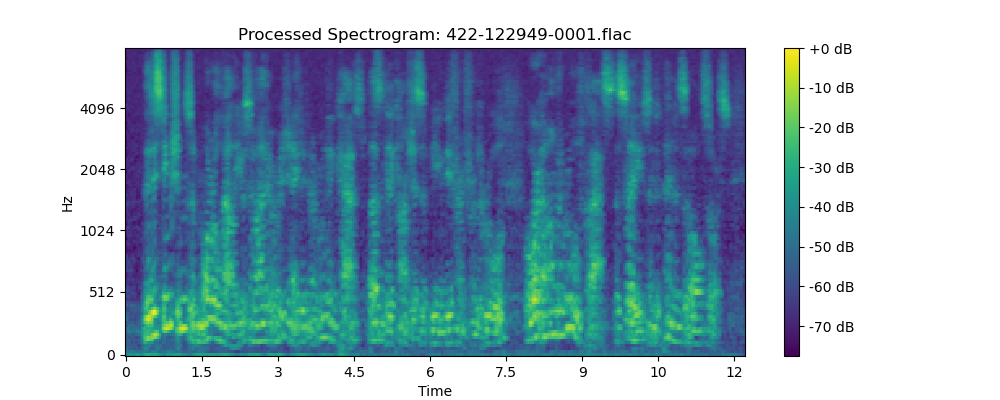 Processed Spectrogram: 422-122949-0001.flac
Hz
4096
2048
1024
512
0
0 1.5 3 4.5 6 7.5 9 10 12
Time
+0 dB
-10 dB
-20 dB
-30 dB
-40 dB
-50 dB
-60 dB
-70 dB